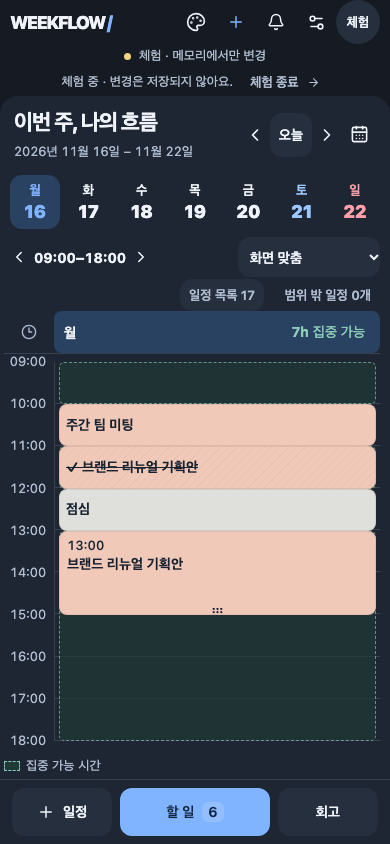 WEEKFLOW/
체험
체험 · 메모리에서만 변경
체험 중 · 변경은 저장되지 않아요. 체험 종료 →
이번 주, 나의 흐름
2026년 11월 16일 – 11월 22일
오늘
월 화 수 목 금 토 일
16 17 18 19 20 21 22
09:00–18:00
화면 맞춤
일정 목록 17
범위 밖 일정 0개
월
7h 집중 가능
09:00
10:00
주간 팀 미팅
11:00
✓ 브랜드 리뉴얼 기획안
12:00
점심
13:00
13:00
브랜드 리뉴얼 기획안
14:00
15:00
16:00
17:00
18:00
집중 가능 시간
+ 일정
할 일 6
회고